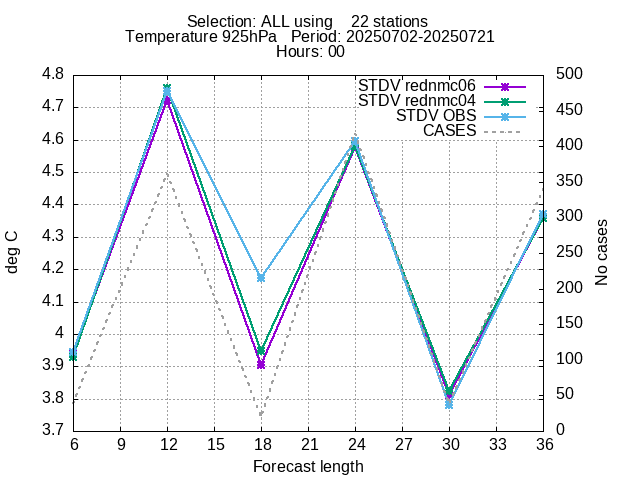 Selection: ALL using    22 stations
Temperature 925hPa   Period: 20250702-20250721
Hours: 00
4.8
4.7
4.6
4.5
4.4
4.3
4.2
4.1
4
3.9
3.8
3.7
deg C
STDV rednmc06
STDV rednmc04
STDV OBS
CASES
500
450
400
350
300
250
200
150
100
50
0
No cases
6 9 12 15 18 21 24 27 30 33 36
Forecast length